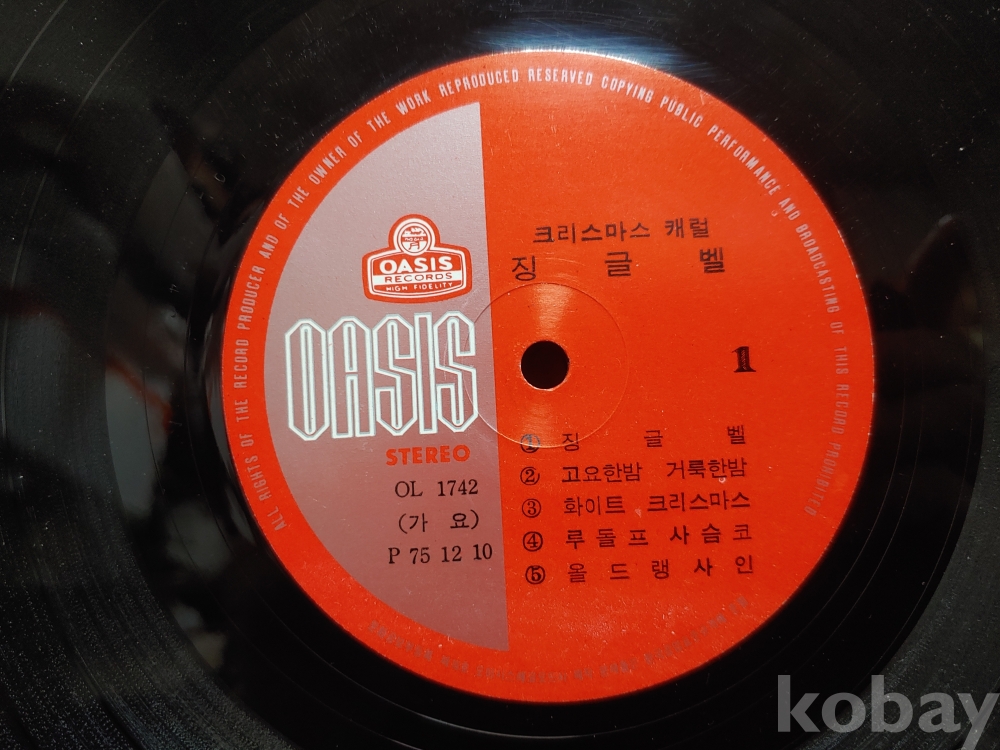 ALL RIGHTS OF THE RECORD PRODUCER AND OF THE OWNER OF THE WORK REPRODUCED RESERVED COPYING PUBLIC PERFORMANCE AND BROADCASTING OF THIS RECORD PROHIBITED
OASIS
RECORDS
HIGH FIDELITY
OASIS
STEREO
OL 1742
(가 요)
P 75 12 10
크리스마스 캐럴
징 글 벨
1
① 징 글 벨
② 고요한밤 거룩한밤
③ 화이트 크리스마스
④ 루돌프 사슴코
⑤ 올드랭사인
kobay